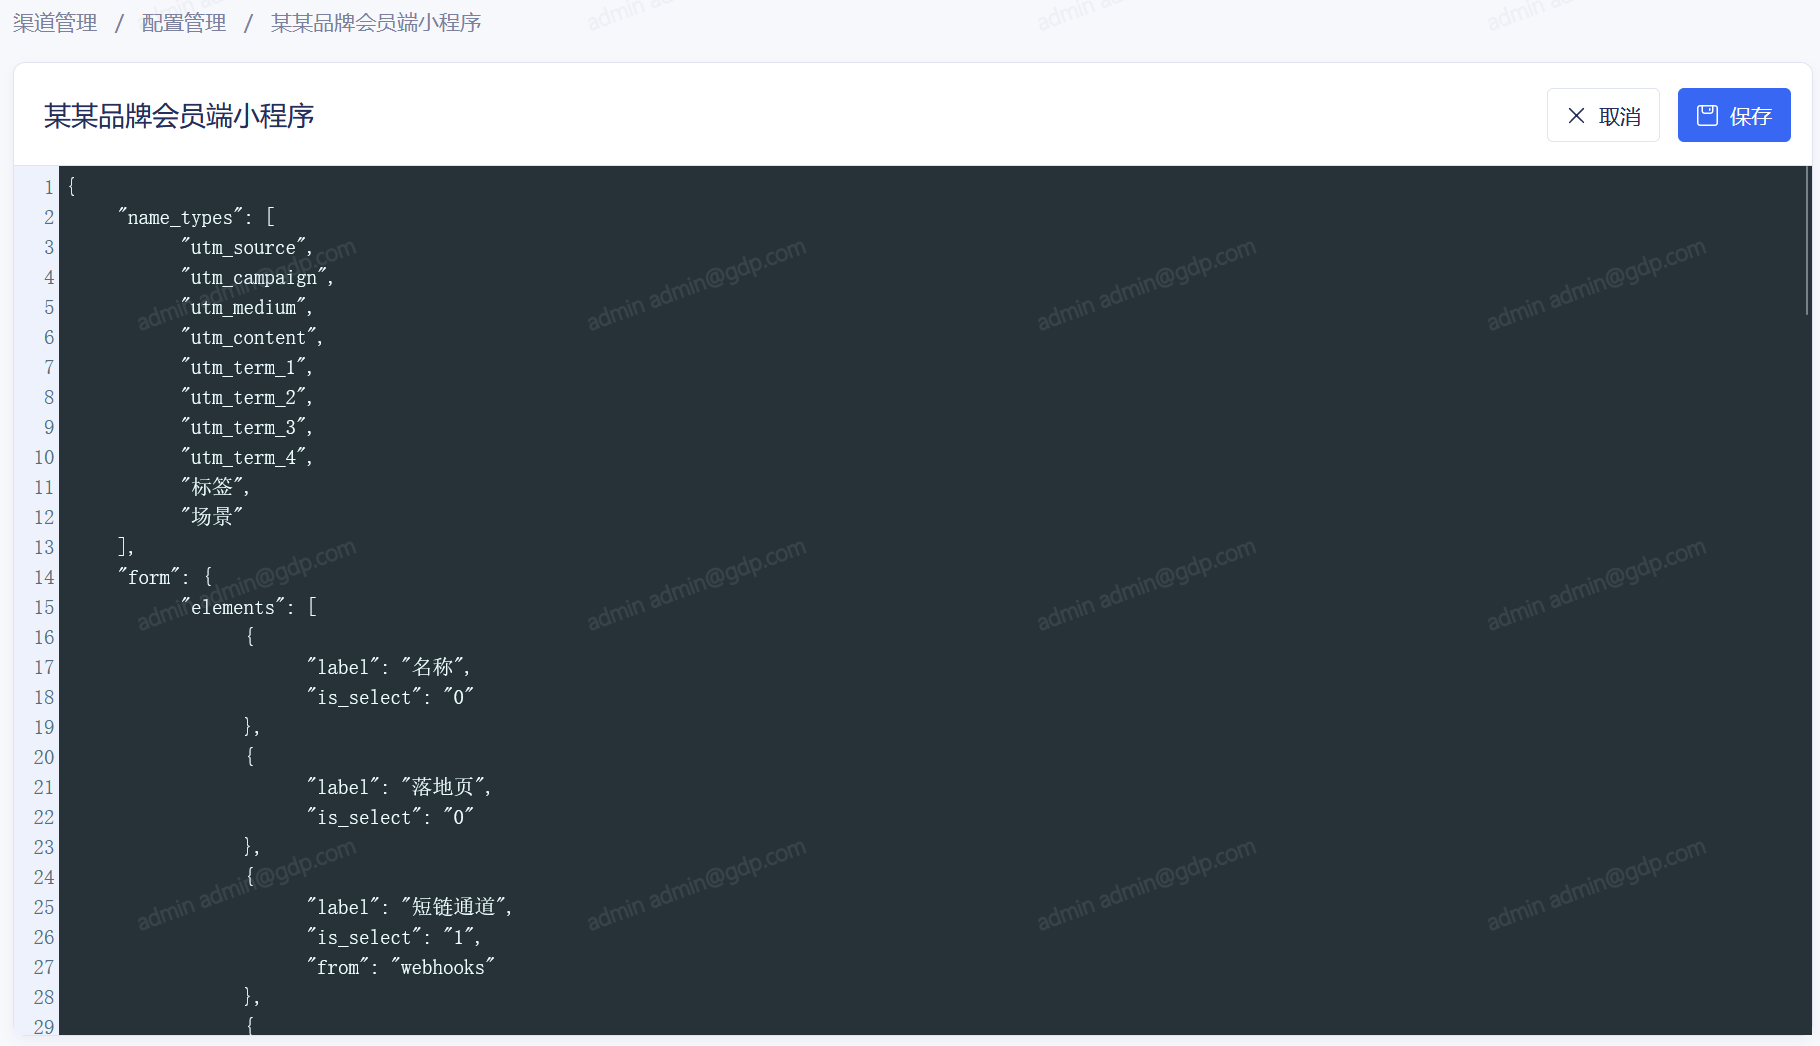 渠道管理 / 配置管理 / 某某品牌会员端小程序
某某品牌会员端小程序
取消 保存
1 {
2 "name_types": [
3 "utm_source",
4 "utm_campaign",
5 "utm_medium",
6 "utm_content",
7 "utm_term_1",
8 "utm_term_2",
9 "utm_term_3",
10 "utm_term_4",
11 "标签",
12 "场景"
13 ],
14 "form": {
15 "elements": [
16 {
17 "label": "名称",
18 "is_select": "0"
19 },
20 {
21 "label": "落地页",
22 "is_select": "0"
23 },
24 {
25 "label": "短链通道",
26 "is_select": "1",
27 "from": "webhooks"
28 },
29 {
admin admin@gdp.com
admin admin@gdp.com
admin admin@gdp.com
admin admin@gdp.com
admin admin@gdp.com
admin admin@gdp.com
admin admin@gdp.com
admin admin@gdp.com
admin admin@gdp.com
admin admin@gdp.com
admin admin@gdp.com
admin admin@gdp.com